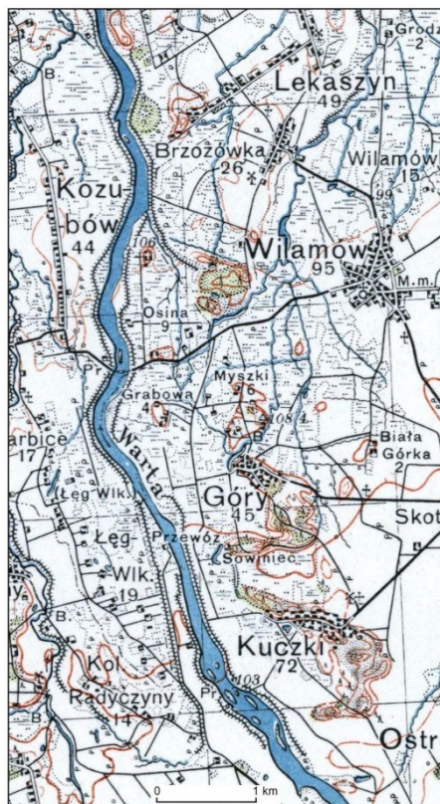 B.
Grodz
2
Lekaszyn
49
Brzozówka
26
Wilamów
15
Kozu-
bów
44
99
106
Wilamów
95
M. m.
Osina
9
Pr.
Myszki
6
Grabowa
108
B.
Biała
Górka
2
arbice
17
Warta
Góry
45
(Łęg Wlk.)
Skot
Łęg
Przewóz
Sowiniec
Wlk.
19
Kuczki
72
B.
Kol.
Radyczyny
14
Pr.
103
B.
Ostr
0 1 km